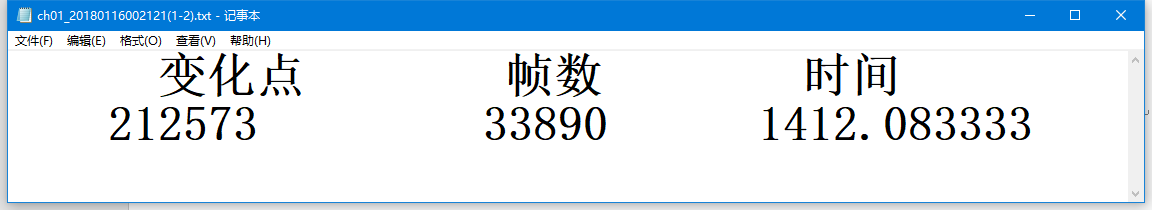 ch01_20180116002121(1-2).txt - 记事本
文件(F) 编辑(E) 格式(O) 查看(V) 帮助(H)
变化点 帧数 时间
212573 33890 1412.083333